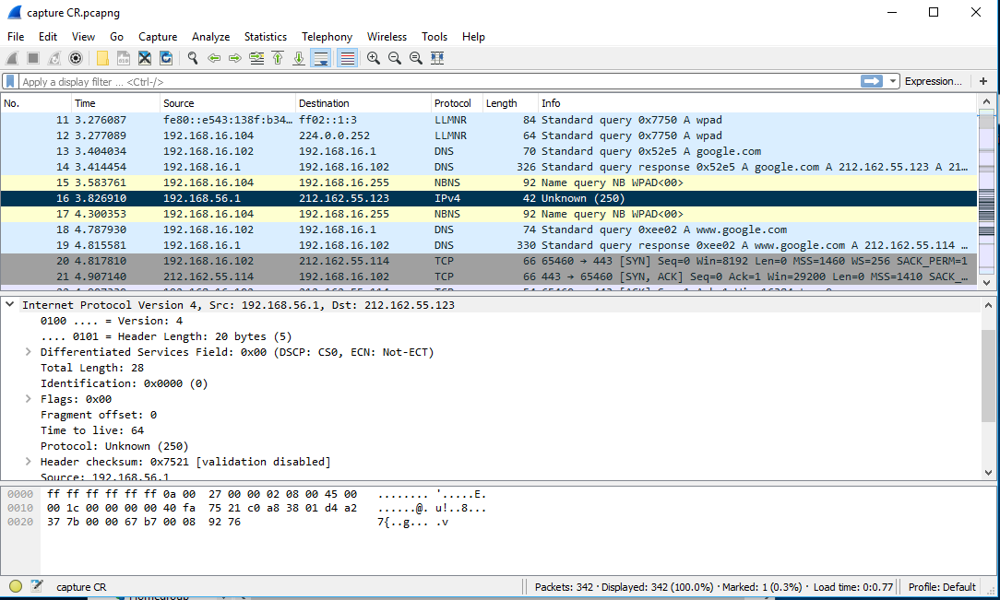 capture CR.pcapng
File Edit View Go Capture Analyze Statistics Telephony Wireless Tools Help
Apply a display filter ... <Ctrl-/> Expression... +
No. Time Source Destination Protocol Length Info
11 3.276087 fe80::e543:138f:b34… ff02::1:3 LLMNR 84 Standard query 0x7750 A wpad
12 3.277089 192.168.16.104 224.0.0.252 LLMNR 64 Standard query 0x7750 A wpad
13 3.404034 192.168.16.102 192.168.16.1 DNS 70 Standard query 0x52e5 A google.com
14 3.414454 192.168.16.1 192.168.16.102 DNS 326 Standard query response 0x52e5 A google.com A 212.162.55.123 A 21…
15 3.583761 192.168.16.104 192.168.16.255 NBNS 92 Name query NB WPAD<00>
16 3.826910 192.168.56.1 212.162.55.123 IPv4 42 Unknown (250)
17 4.300353 192.168.16.104 192.168.16.255 NBNS 92 Name query NB WPAD<00>
18 4.787930 192.168.16.102 192.168.16.1 DNS 74 Standard query 0xee02 A www.google.com
19 4.815581 192.168.16.1 192.168.16.102 DNS 330 Standard query response 0xee02 A www.google.com A 212.162.55.114 …
20 4.817810 192.168.16.102 212.162.55.114 TCP 66 65460 → 443 [SYN] Seq=0 Win=8192 Len=0 MSS=1460 WS=256 SACK_PERM=1
21 4.907140 212.162.55.114 192.168.16.102 TCP 66 443 → 65460 [SYN, ACK] Seq=0 Ack=1 Win=29200 Len=0 MSS=1410 SACK_…
Internet Protocol Version 4, Src: 192.168.56.1, Dst: 212.162.55.123
0100 .... = Version: 4
.... 0101 = Header Length: 20 bytes (5)
Differentiated Services Field: 0x00 (DSCP: CS0, ECN: Not-ECT)
Total Length: 28
Identification: 0x0000 (0)
Flags: 0x00
Fragment offset: 0
Time to live: 64
Protocol: Unknown (250)
Header checksum: 0x7521 [validation disabled]
Source: 192.168.56.1
0000 ff ff ff ff ff ff 0a 00 27 00 00 02 08 00 45 00 ........ '.....E.
0010 00 1c 00 00 00 00 40 fa 75 21 c0 a8 38 01 d4 a2 ......@. u!..8...
0020 37 7b 00 00 67 b7 00 08 92 76 7{..g... .v
capture CR Packets: 342 · Displayed: 342 (100.0%) · Marked: 1 (0.3%) · Load time: 0:0.77 Profile: Default
Homegroup